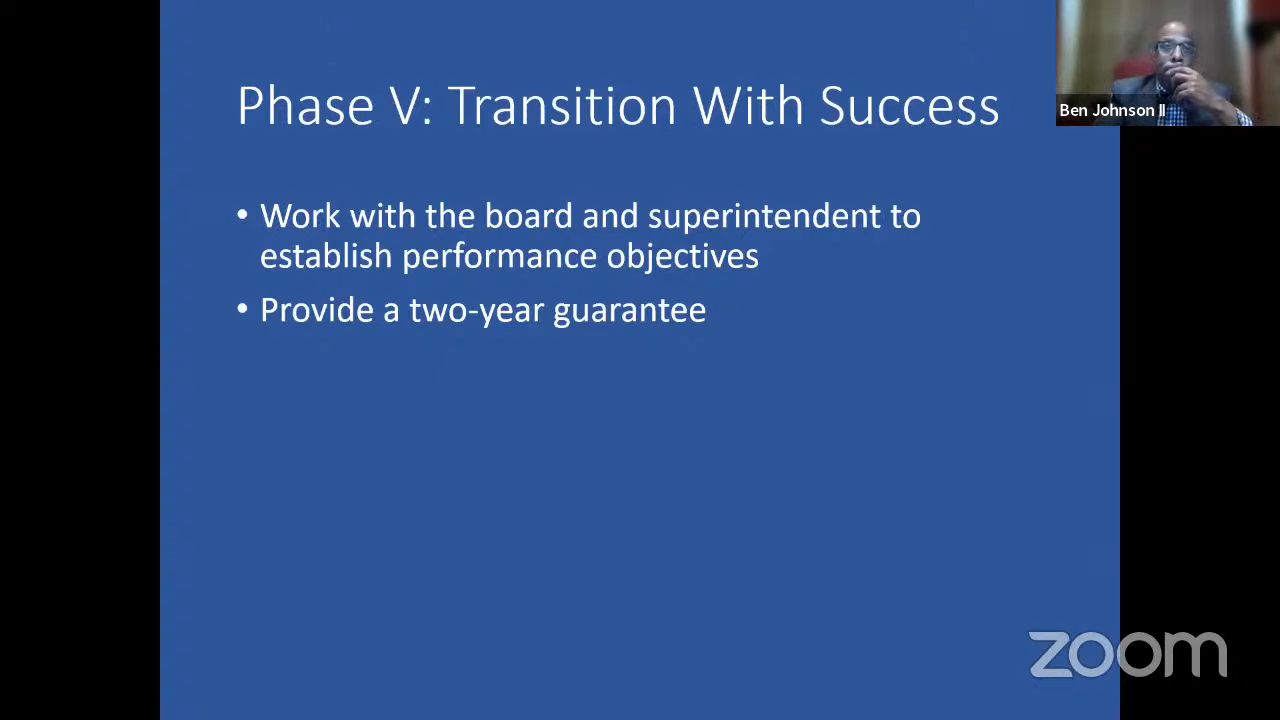 Phase V: Transition With Success
Ben Johnson II
• Work with the board and superintendent to
establish performance objectives
• Provide a two-year guarantee
zoom